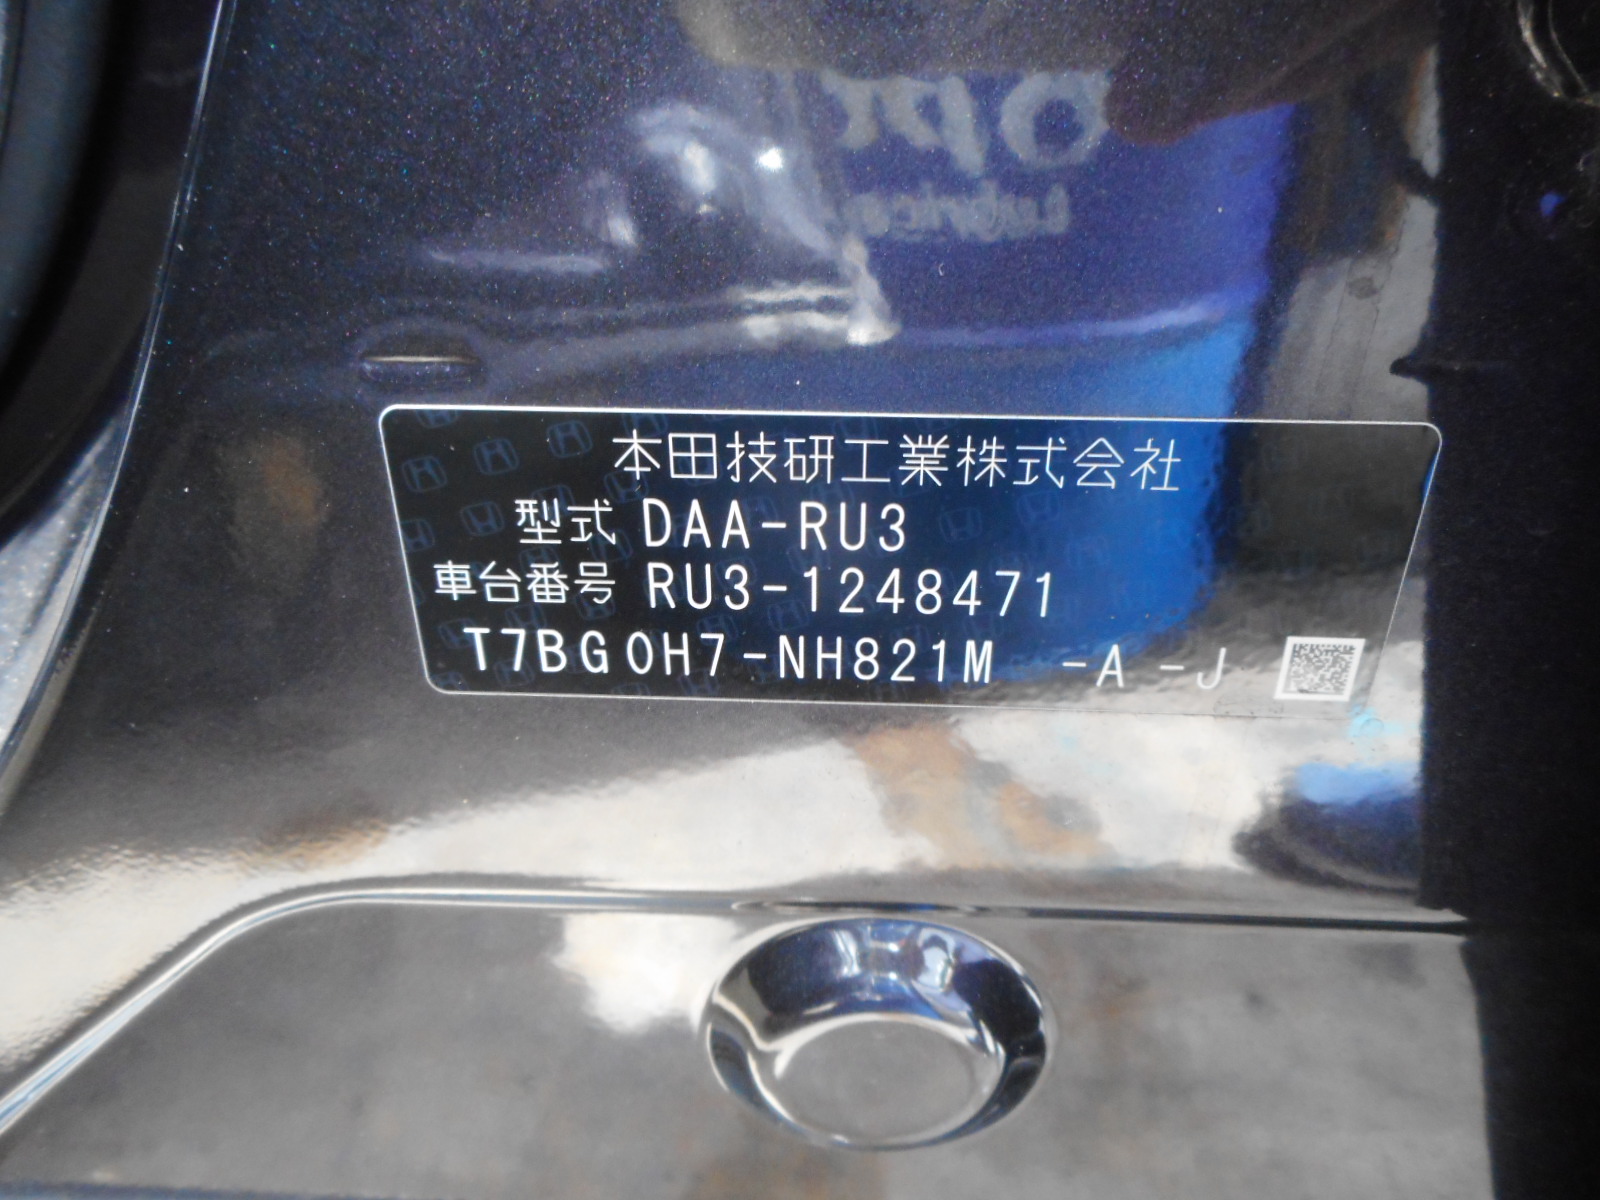 本田技研工業株式会社
型式 DAA-RU3
車台番号 RU3-1248471
T7BG0H7-NH821M -A-J